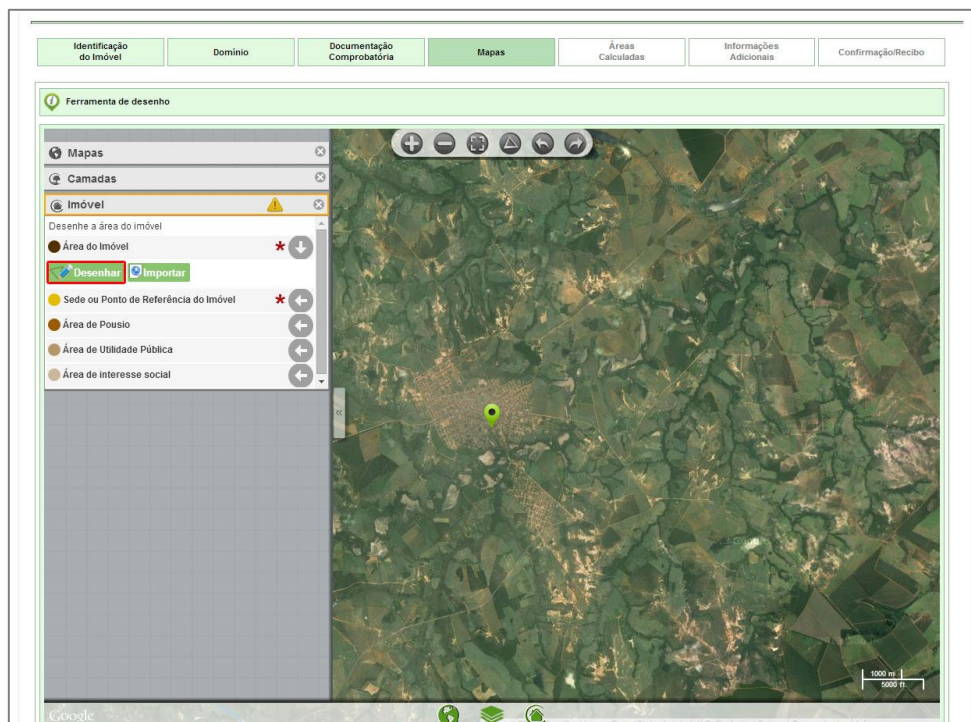 Identificação
do Imóvel
Domínio
Documentação
Comprobatória
Mapas
Áreas
Calculadas
Informações
Adicionais
Confirmação/Recibo
Ferramenta de desenho
Mapas
Camadas
Imóvel
Desenhe a área do imóvel
Área do Imóvel *
Desenhar Importar
Sede ou Ponto de Referência do Imóvel *
Área de Pousio
Área de Utilidade Pública
Área de interesse social
«
Google
1000 m
5000 ft
Google